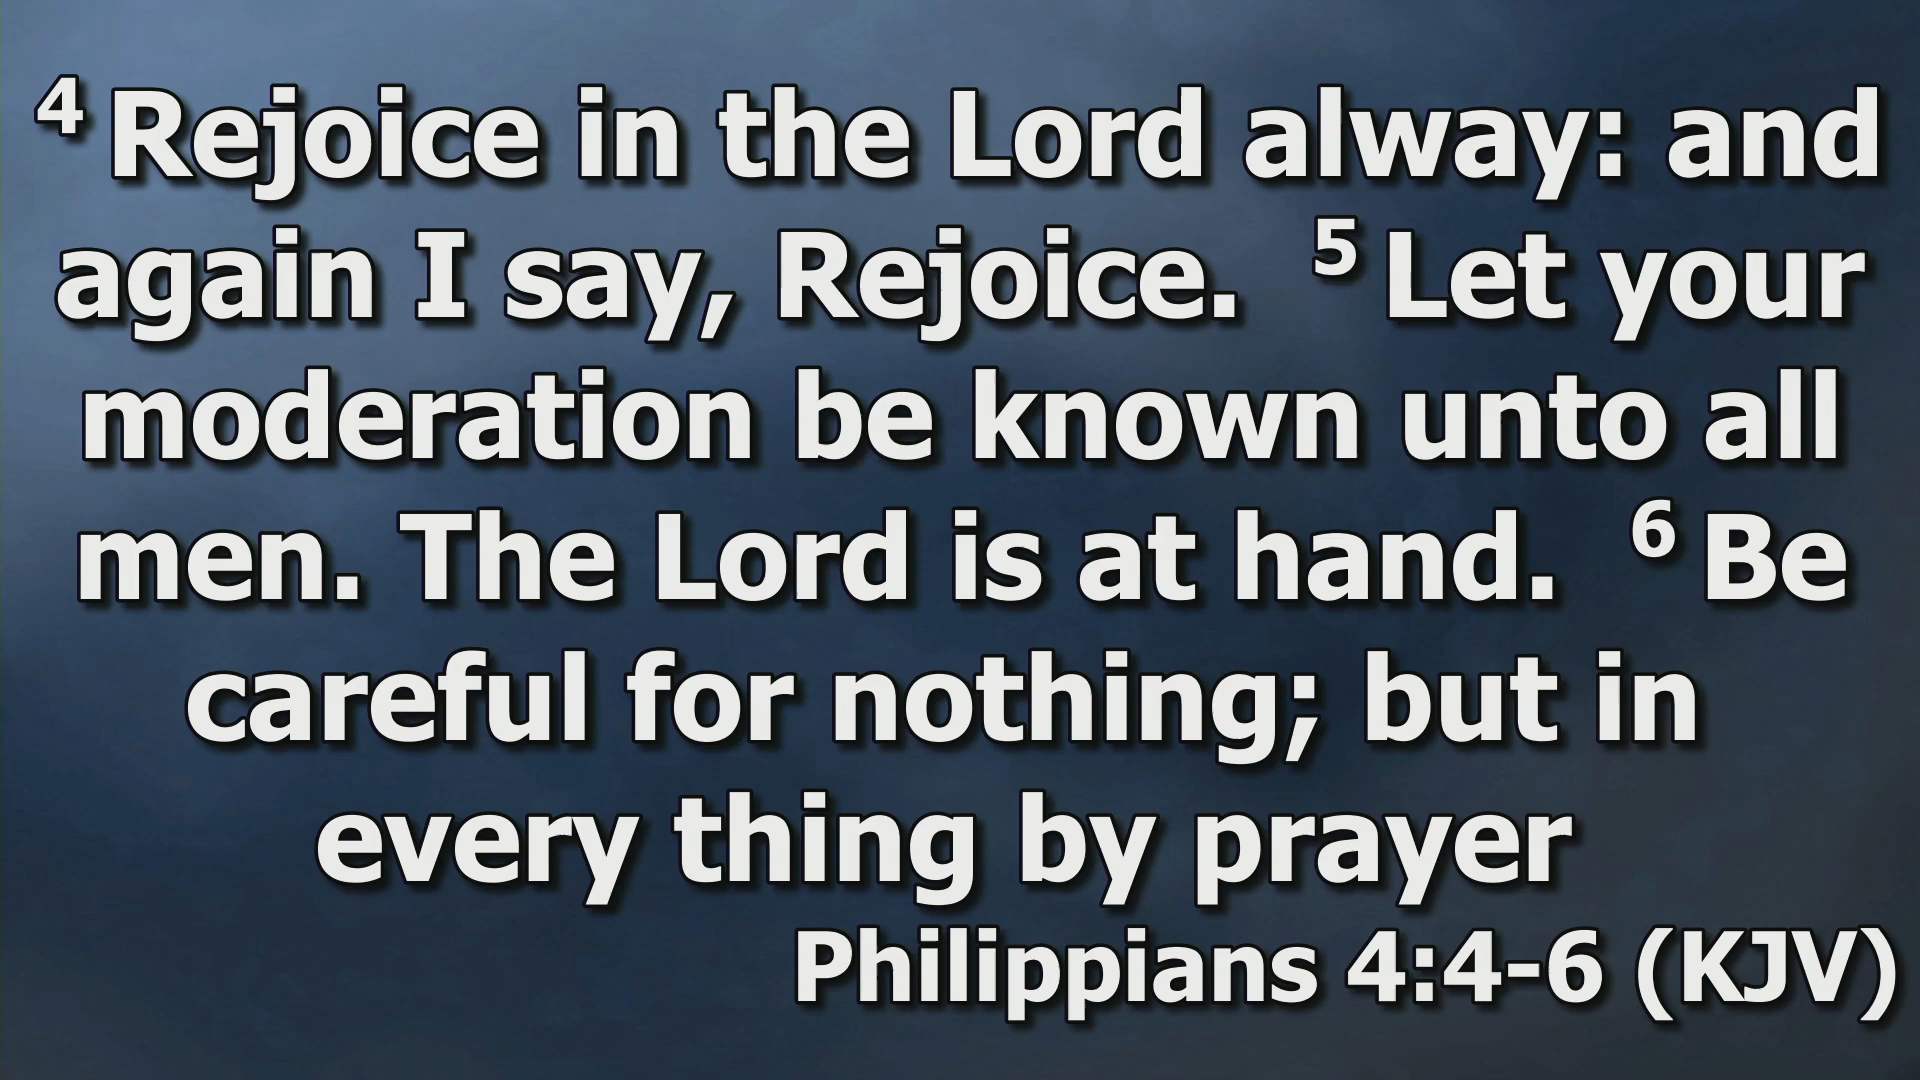 4 Rejoice in the Lord alway: and
again I say, Rejoice. 5 Let your
moderation be known unto all
men. The Lord is at hand. 6 Be
careful for nothing; but in
every thing by prayer
Philippians 4:4-6 (KJV)